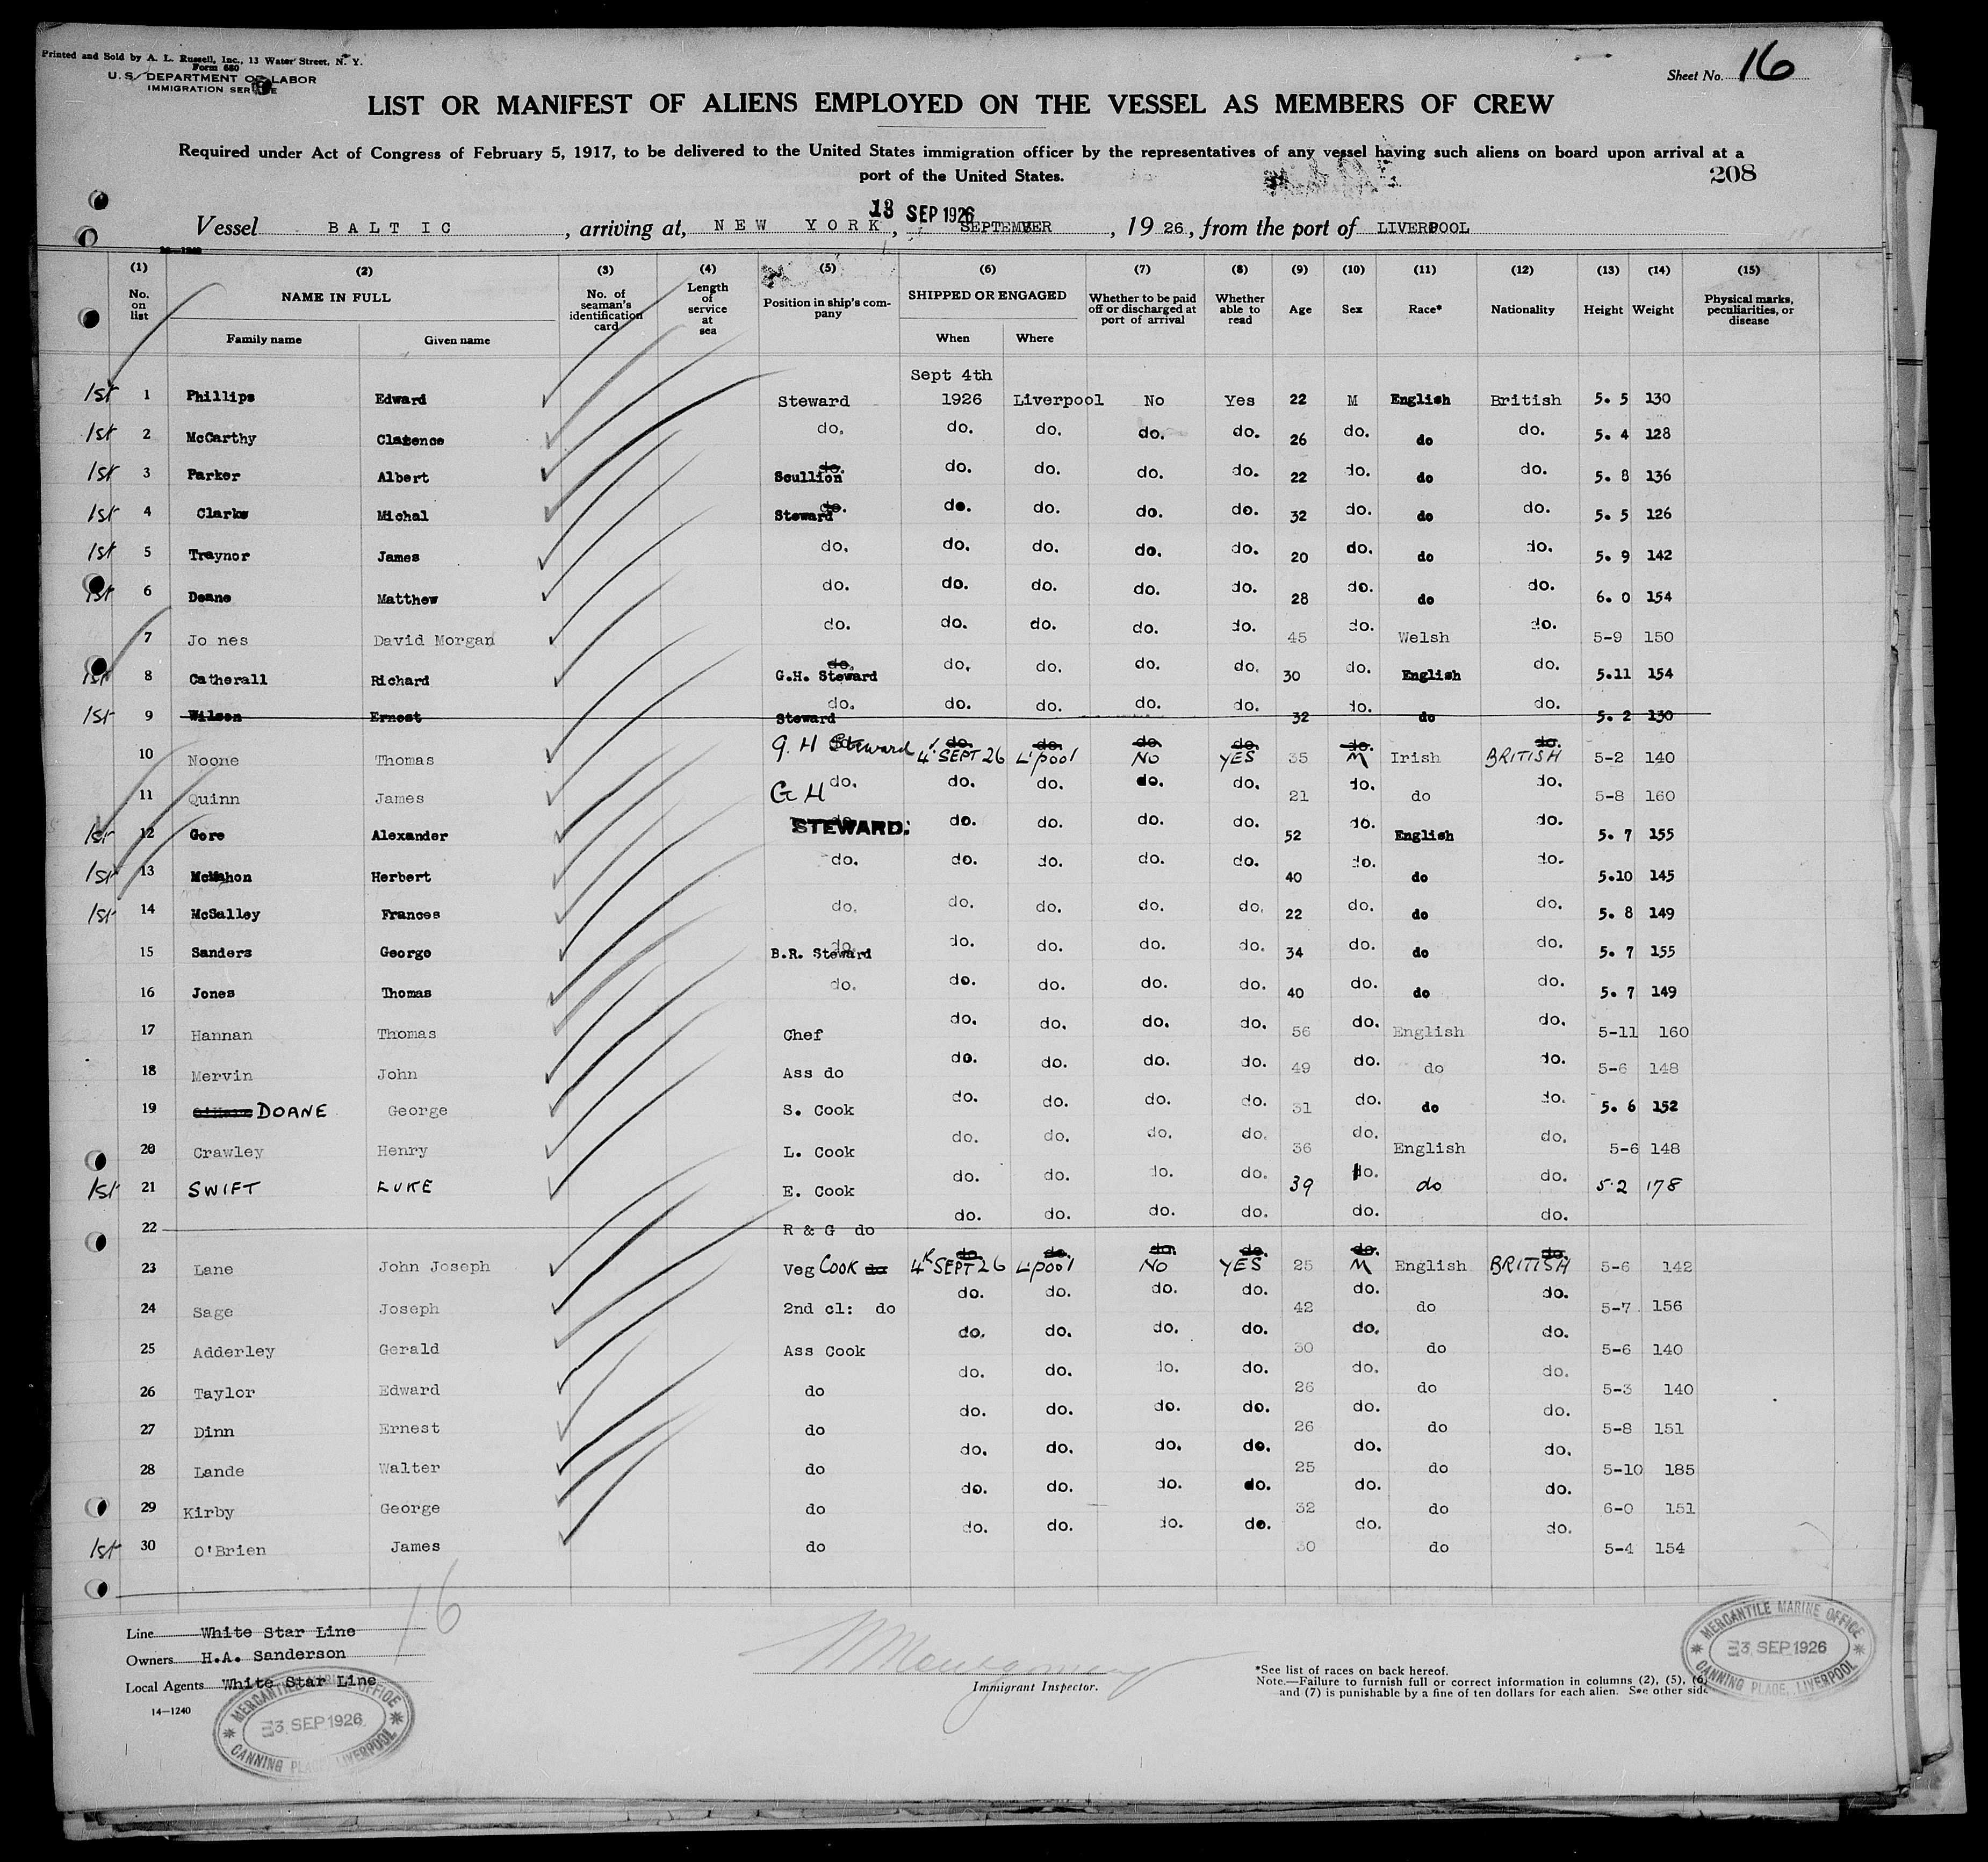 Printed and Sold by A. L. Russell, Inc., 13 Water Street, N. Y.
Form 680
U. S. DEPARTMENT OF LABOR
IMMIGRATION SERVICE
Sheet No. 16
LIST OR MANIFEST OF ALIENS EMPLOYED ON THE VESSEL AS MEMBERS OF CREW
Required under Act of Congress of February 5, 1917, to be delivered to the United States immigration officer by the representatives of any vessel having such aliens on board upon arrival at a
port of the United States.
208
13 SEP 1926
Vessel BALTIC, arriving at, NEW YORK, SEPTEMBER, 1926, from the port of LIVERPOOL
(1) (2) (3) (4) (5) (6) (7) (8) (9) (10) (11) (12) (13) (14) (15)
No. on list NAME IN FULL Family name Given name No. of seaman's identification card Length of service at sea Position in ship's company SHIPPED OR ENGAGED When Where Whether to be paid off or discharged at port of arrival Whether able to read Age Sex Race* Nationality Height Weight Physical marks, peculiarities, or disease
Sept 4th
1st 1 Phillips Edward Steward 1926 Liverpool No Yes 22 M English British 5. 5 130
1st 2 McCarthy Clarence do. do. do. do. do. 26 do. do do. 5. 4 128
1st 3 Parker Albert do. Scullion do. do. do. do. 22 do. do do. 5. 8 136
1st 4 Clarke Michal do. Steward do. do. do. do. 32 do. do do. 5. 5 126
1st 5 Traynor James do. do. do. do. do. 20 do. do do. 5. 9 142
1st 6 Deane Matthew do. do. do. do. do. 28 do. do do. 6. 0 154
7 Jo nes David Morgan do. do. do. do. do. 45 do. Welsh do. 5-9 150
1st 8 Catherall Richard do. G.H. Steward do. do. do. do. 30 do. English do. 5.11 154
1st 9 Wilson Ernest do. Steward do. do. do. do. 32 do. do do. 5. 2 130
10 Noone Thomas G. H Steward do. 4' SEPT 26 do. L'pool do. NO do. YES 35 do. M Irish do. BRITISH 5-2 140
11 Quinn James G H do. do. do. do. do. 21 do. do do. 5-8 160
1st 12 Gore Alexander STEWARD. do. do. do. do. 52 do. English do. 5. 7 155
1st 13 McMahon Herbert do. do. do. do. do. 40 do. do do. 5.10 145
1st 14 McSalley Frances do. do. do. do. do. 22 do. do do. 5. 8 149
15 Sanders George do. B.R. Steward do. do. do. do. 34 do. do do. 5. 7 155
16 Jones Thomas do. do. do. do. do. 40 do. do do. 5. 7 149
17 Hannan Thomas Chef do. do. do. do. 56 do. English do. 5-11 160
18 Mervin John Ass do do. do. do. do. 49 do. do do. 5-6 148
19 DOANE George S. Cook do. do. do. do. 31 do. do do. 5. 6 152
20 Crawley Henry L. Cook do. do. do. do. 36 do. English do. 5-6 148
1st 21 SWIFT LUKE E. Cook do. do. do. do. 39 do. do do. 5.2 178
22 R & G do do. do. do. do. do. do.
23 Lane John Joseph Veg COOK do do. 4th SEPT 26 do. L'pool do. NO do. YES 25 do. M English do. BRITISH 5-6 142
24 Sage Joseph 2nd cl: do do. do. do. do. 42 do. do do. 5-7 156
25 Adderley Gerald Ass Cook do. do. do. do. 30 do. do do. 5-6 140
26 Taylor Edward do do. do. do. do. 26 do. do do. 5-3 140
27 Dinn Ernest do do. do. do. do. 26 do. do do. 5-8 151
28 Lande Walter do do. do. do. do. 25 do. do do. 5-10 185
29 Kirby George do do. do. do. do. 32 do. do do. 6-0 151
1st 30 O'Brien James do do. do. do. do. 30 do. do do. 5-4 154
16
Line White Star Line
Owners H.A. Sanderson
Local Agents White Star Line
14—1240
MERCANTILE MARINE OFFICE
3 SEP 1926
CANNING PLACE, LIVERPOOL
Immigrant Inspector.
*See list of races on back hereof.
Note.—Failure to furnish full or correct information in columns (2), (5), (6)
and (7) is punishable by a fine of ten dollars for each alien. See other side
MERCANTILE MARINE OFFICE
3 SEP 1926
CANNING PLACE, LIVERPOOL